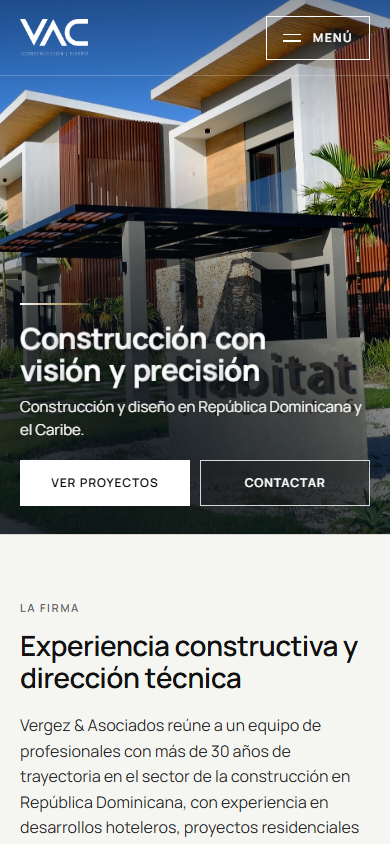 VAC
CONSTRUCCIÓN | DISEÑO
MENÚ
habitat
Construcción con
visión y precisión
Construcción y diseño en República Dominicana y
el Caribe.
VER PROYECTOS
CONTACTAR
LA FIRMA
Experiencia constructiva y
dirección técnica
Vergez & Asociados reúne a un equipo de
profesionales con más de 30 años de
trayectoria en el sector de la construcción en
República Dominicana, con experiencia en
desarrollos hoteleros, proyectos residenciales